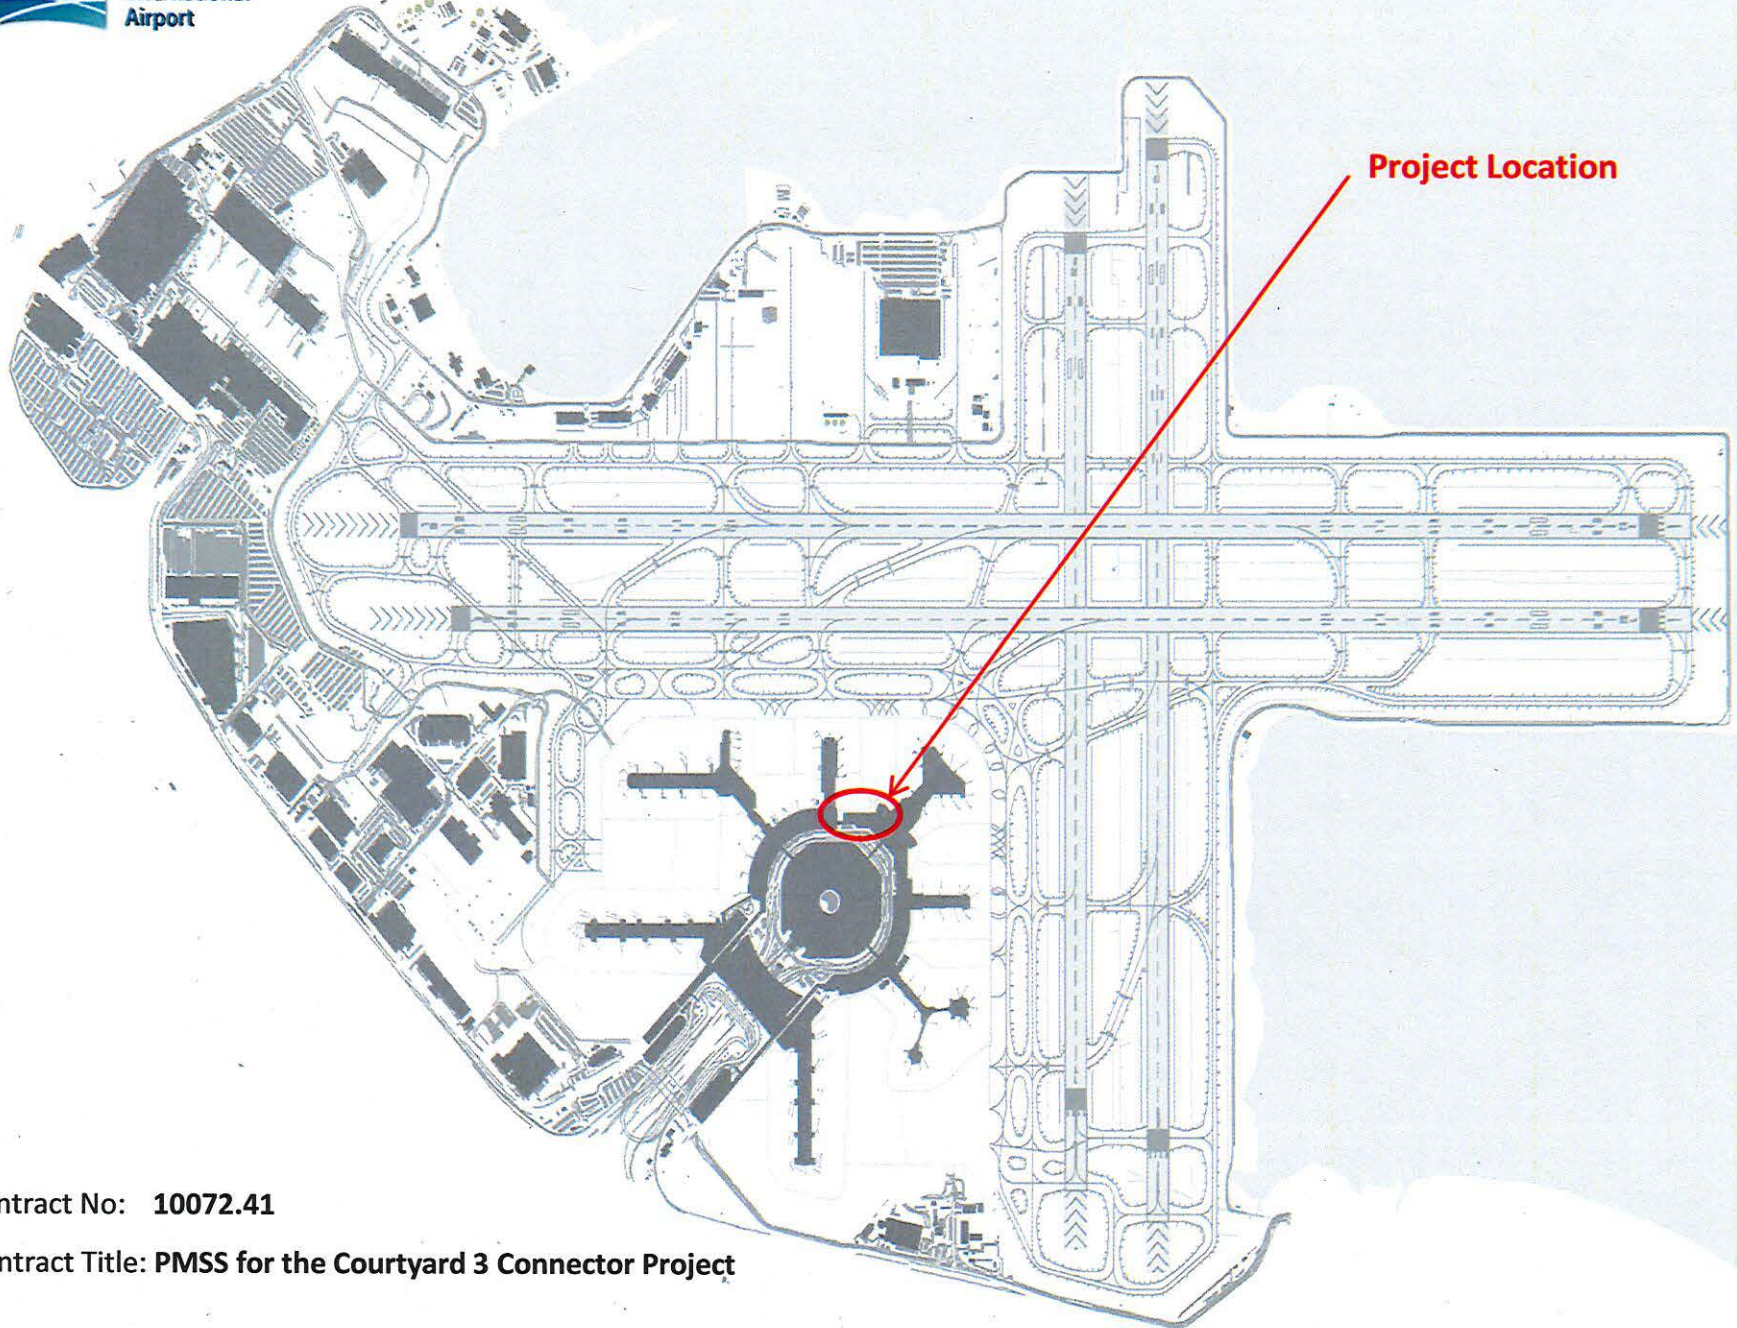 Airport
Project Location
ntract No: 10072.41
ntract Title: PMSS for the Courtyard 3 Connector Project